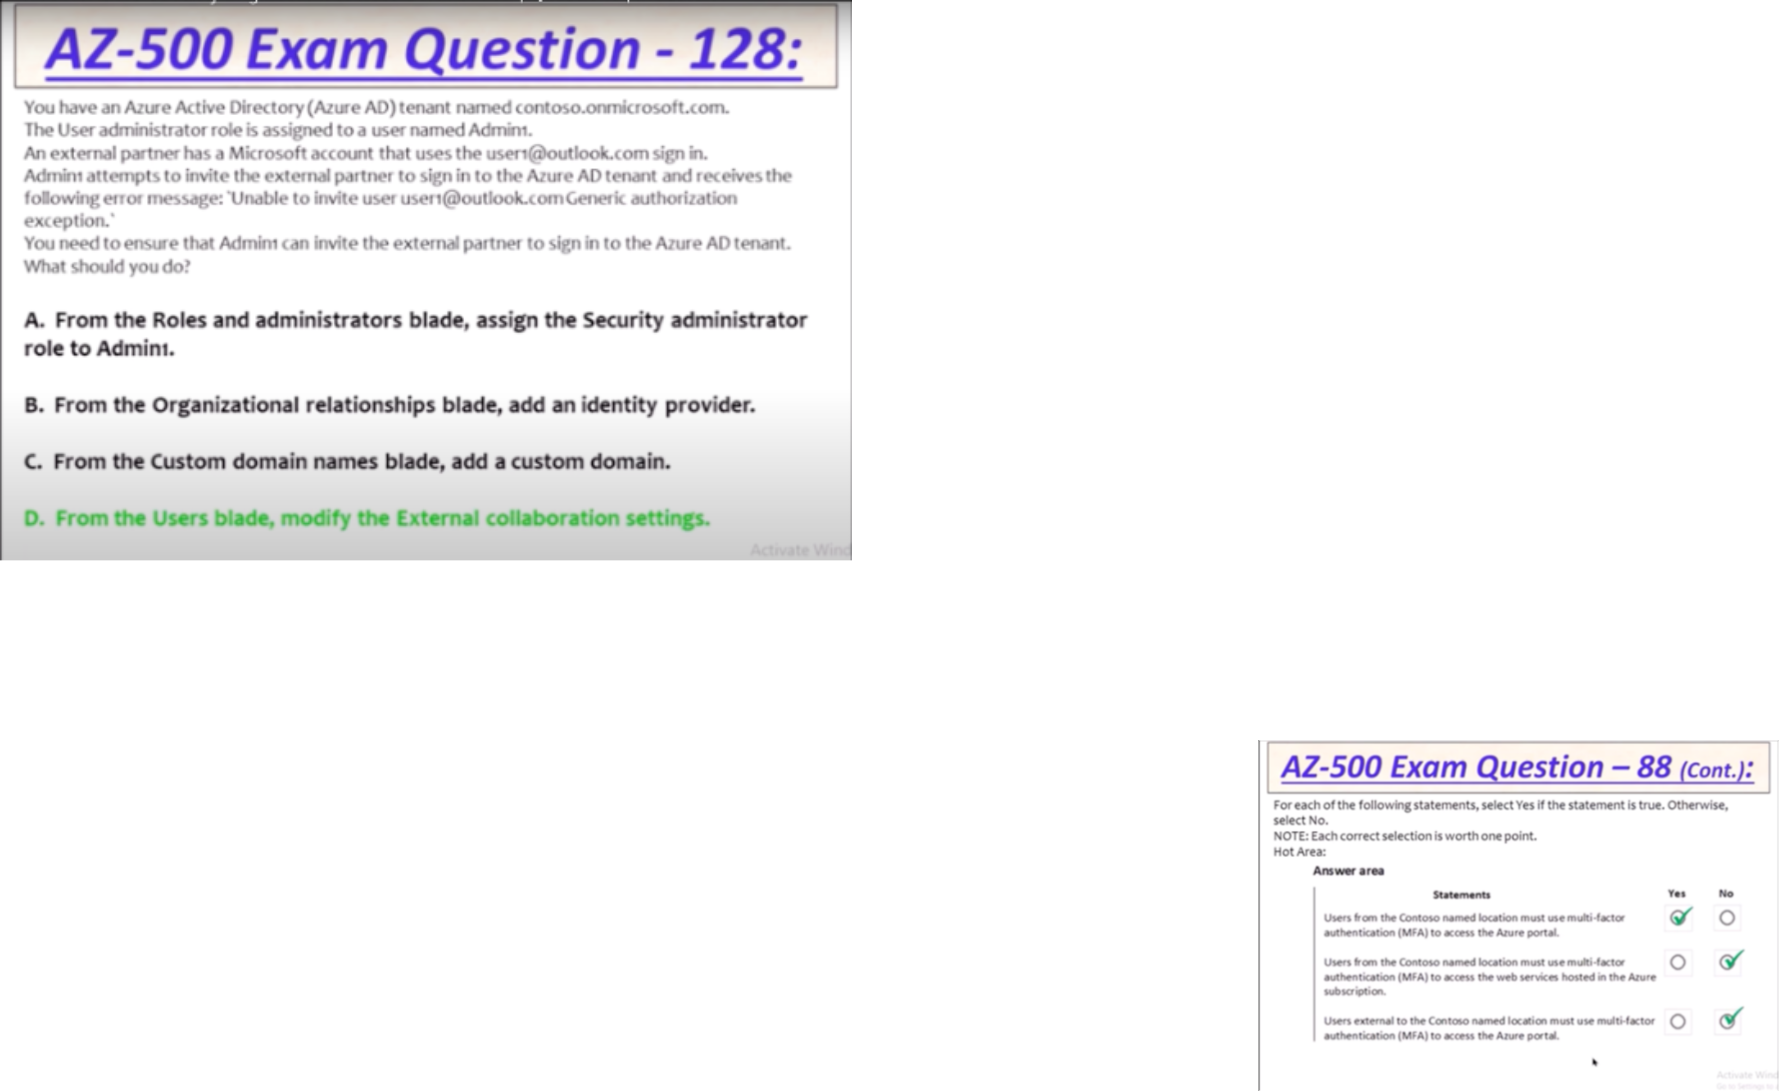 AZ-500 Exam Question - 128:
You have an Azure Active Directory (Azure AD) tenant named contoso.onmicrosoft.com.
The User administrator role is assigned to a user named Admin1.
An external partner has a Microsoft account that uses the user1@outlook.com sign in.
Admin1 attempts to invite the external partner to sign in to the Azure AD tenant and receives the
following error message: `Unable to invite user user1@outlook.com Generic authorization
exception.`
You need to ensure that Admin1 can invite the external partner to sign in to the Azure AD tenant.
What should you do?
A. From the Roles and administrators blade, assign the Security administrator
role to Admin1.
B. From the Organizational relationships blade, add an identity provider.
C. From the Custom domain names blade, add a custom domain.
D. From the Users blade, modify the External collaboration settings.
Activate Wind
AZ-500 Exam Question – 88 (Cont.):
For each of the following statements, select Yes if the statement is true. Otherwise,
select No.
NOTE: Each correct selection is worth one point.
Hot Area:
Answer area
Statements Yes No
Users from the Contoso named location must use multi-factor
authentication (MFA) to access the Azure portal.
Users from the Contoso named location must use multi-factor
authentication (MFA) to access the web services hosted in the Azure
subscription.
Users external to the Contoso named location must use multi-factor
authentication (MFA) to access the Azure portal.
Activate Wind